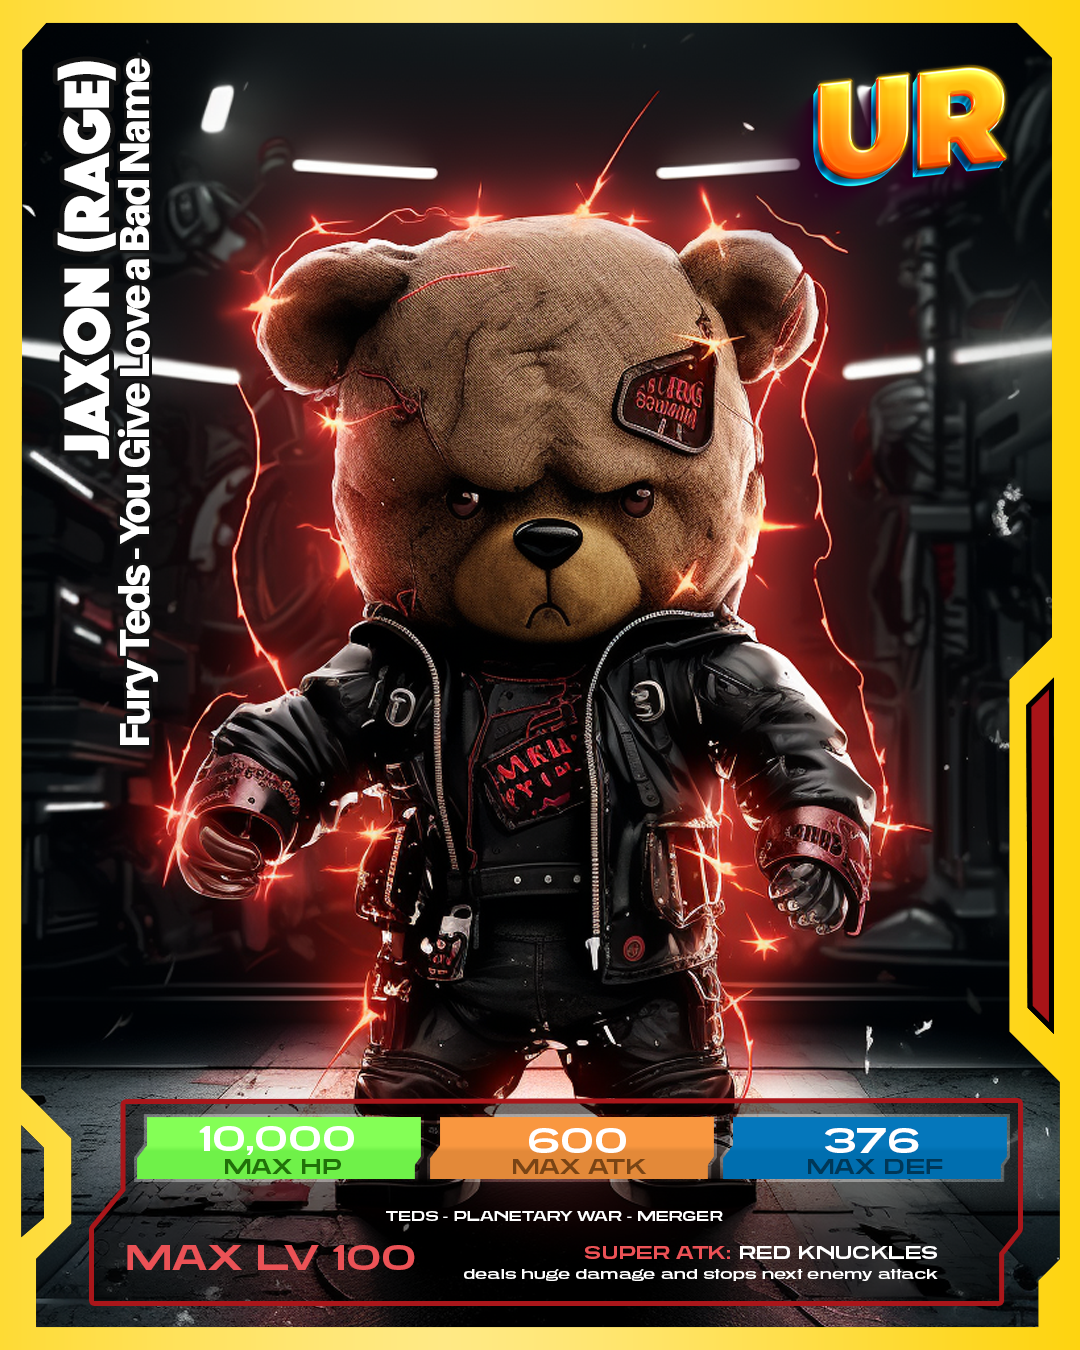 JAXON (RAGE)
Fury Teds - You Give Love a Bad Name
UR
10,000
MAX HP
600
MAX ATK
376
MAX DEF
TEDS - PLANETARY WAR - MERGER
MAX LV 100
SUPER ATK: RED KNUCKLES
deals huge damage and stops next enemy attack